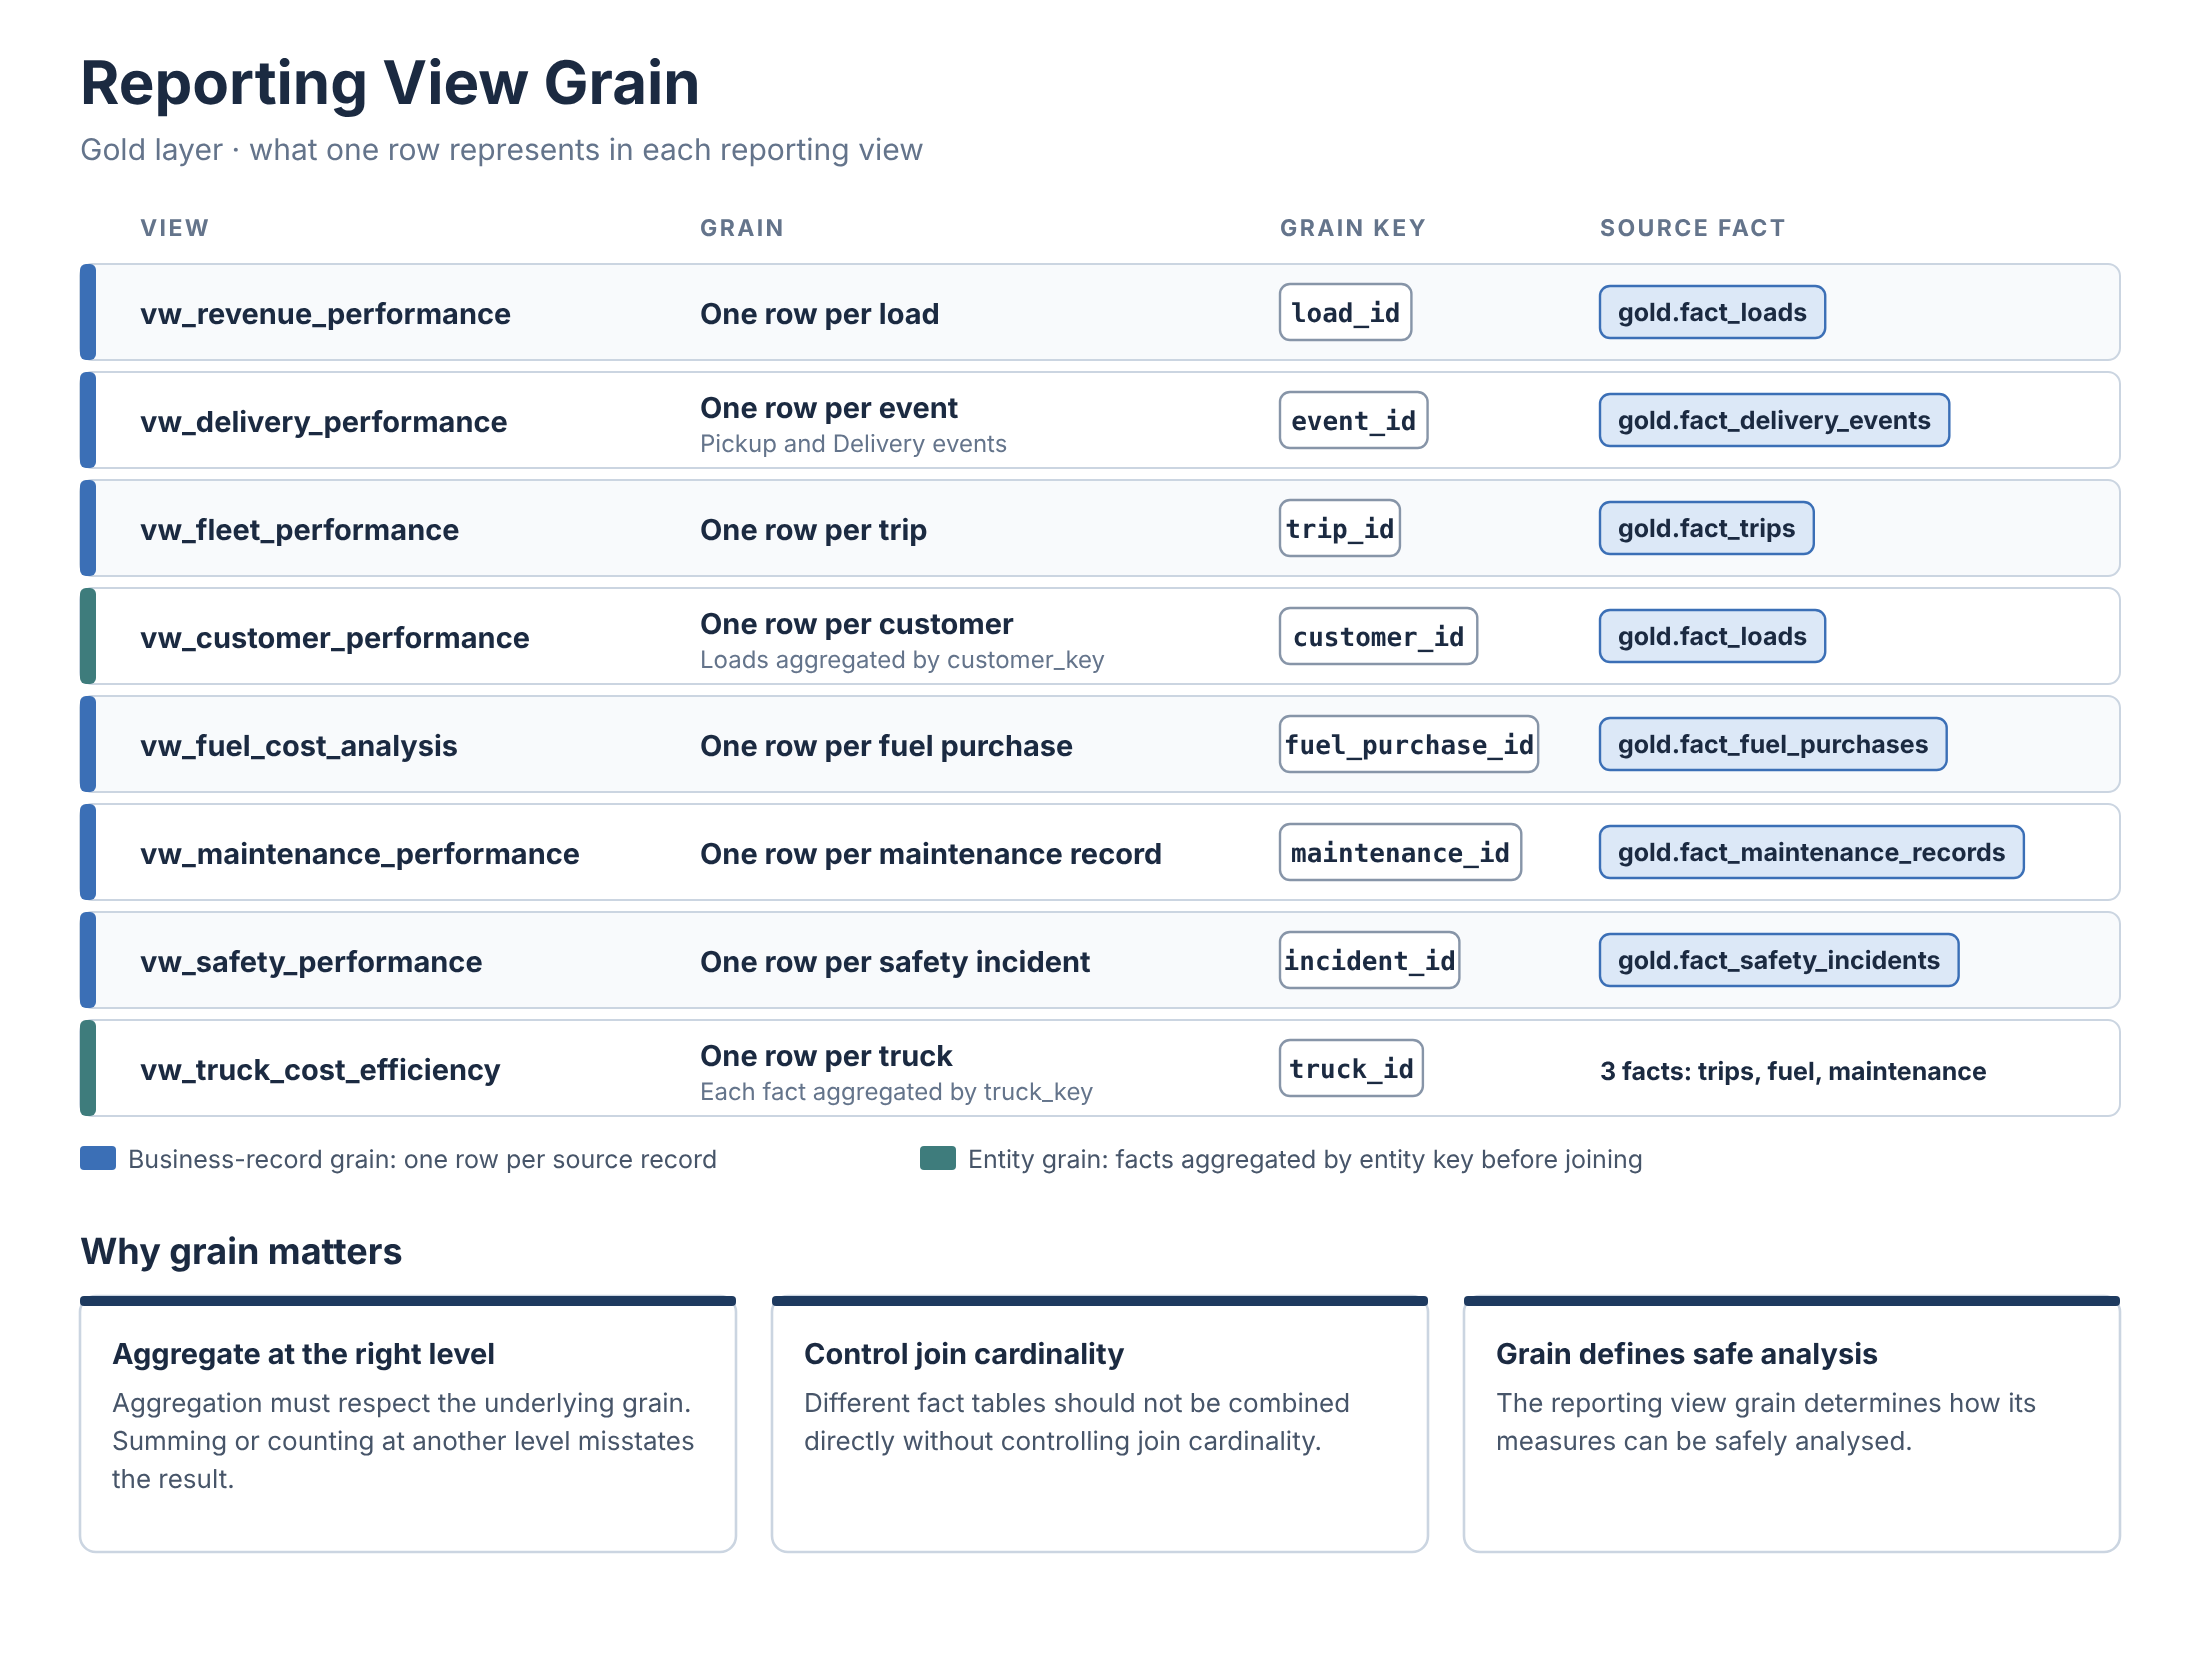 Reporting View Grain
Gold layer · what one row represents in each reporting view
VIEW GRAIN GRAIN KEY SOURCE FACT
vw_revenue_performance One row per load load_id gold.fact_loads
vw_delivery_performance One row per event event_id gold.fact_delivery_events
Pickup and Delivery events
vw_fleet_performance One row per trip trip_id gold.fact_trips
vw_customer_performance One row per customer customer_id gold.fact_loads
Loads aggregated by customer_key
vw_fuel_cost_analysis One row per fuel purchase fuel_purchase_id gold.fact_fuel_purchases
vw_maintenance_performance One row per maintenance record maintenance_id gold.fact_maintenance_records
vw_safety_performance One row per safety incident incident_id gold.fact_safety_incidents
vw_truck_cost_efficiency One row per truck truck_id 3 facts: trips, fuel, maintenance
Each fact aggregated by truck_key
Business-record grain: one row per source record Entity grain: facts aggregated by entity key before joining
Why grain matters
Aggregate at the right level
Aggregation must respect the underlying grain.
Summing or counting at another level misstates
the result.
Control join cardinality
Different fact tables should not be combined
directly without controlling join cardinality.
Grain defines safe analysis
The reporting view grain determines how its
measures can be safely analysed.